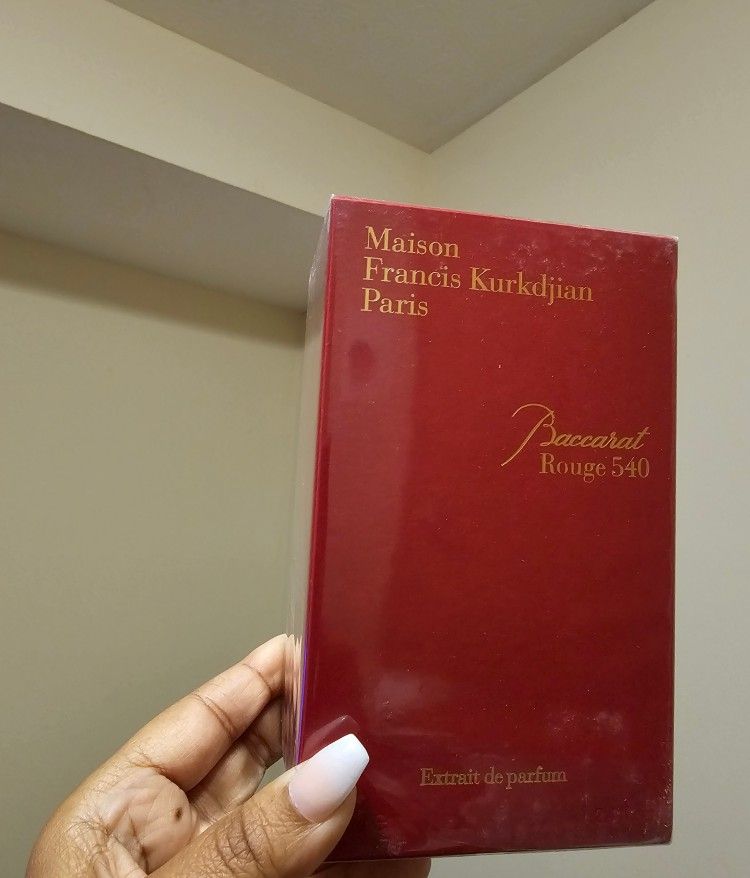 Maison
Francis Kurkdjian
Paris
Baccarat
Rouge 540
Extrait de parfum